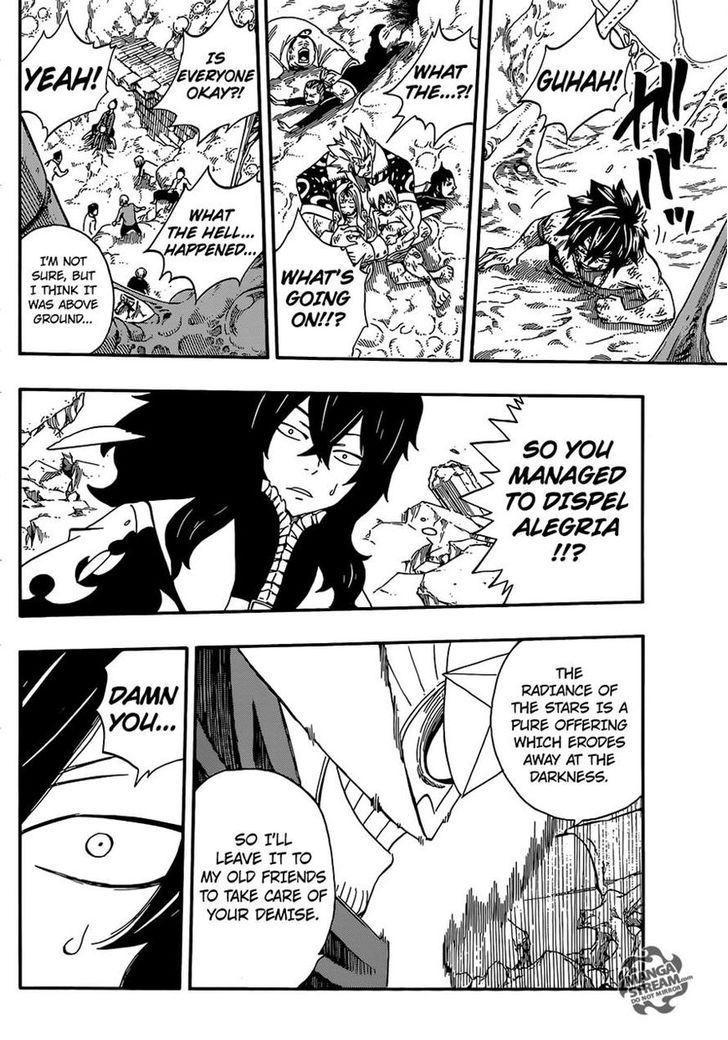 GUHAH!
WHAT
THE...?!
WHAT'S
GOING
ON!!?
IS
EVERYONE
OKAY?!
YEAH!
WHAT
THE HELL...
HAPPENED...
I'M NOT
SURE, BUT
I THINK IT
IT WAS ABOVE
GROUND...
SO YOU
MANAGED
TO DISPEL
ALEGRIA
!!?
THE
RADIANCE OF
THE STARS IS A
PURE OFFERING
WHICH ERODES
AWAY AT THE
DARKNESS.
SO I'LL
LEAVE IT TO
MY OLD FRIENDS
TO TAKE CARE OF
YOUR DEMISE.
DAMN
YOU...
MANGA
STREAM.com
DO NOT MIRROR